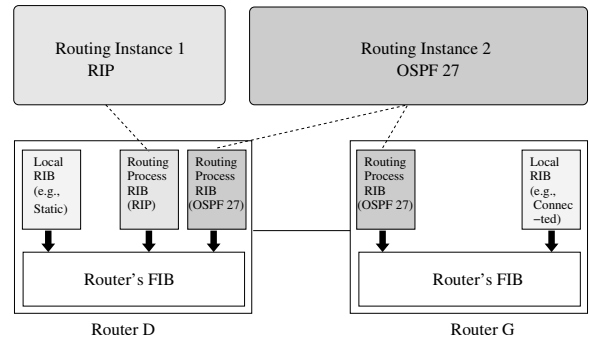 Routing Instance 1
RIP
Routing Instance 2
OSPF 27
Local
RIB
(e.g.,
Static)
Routing
Process
RIB
(RIP)
Routing
Process
RIB
(OSPF 27)
Routing
Process
RIB
(OSPF 27)
Local
RIB
(e.g.,
Connec
−ted)
Router's FIB
Router's FIB
Router D
Router G